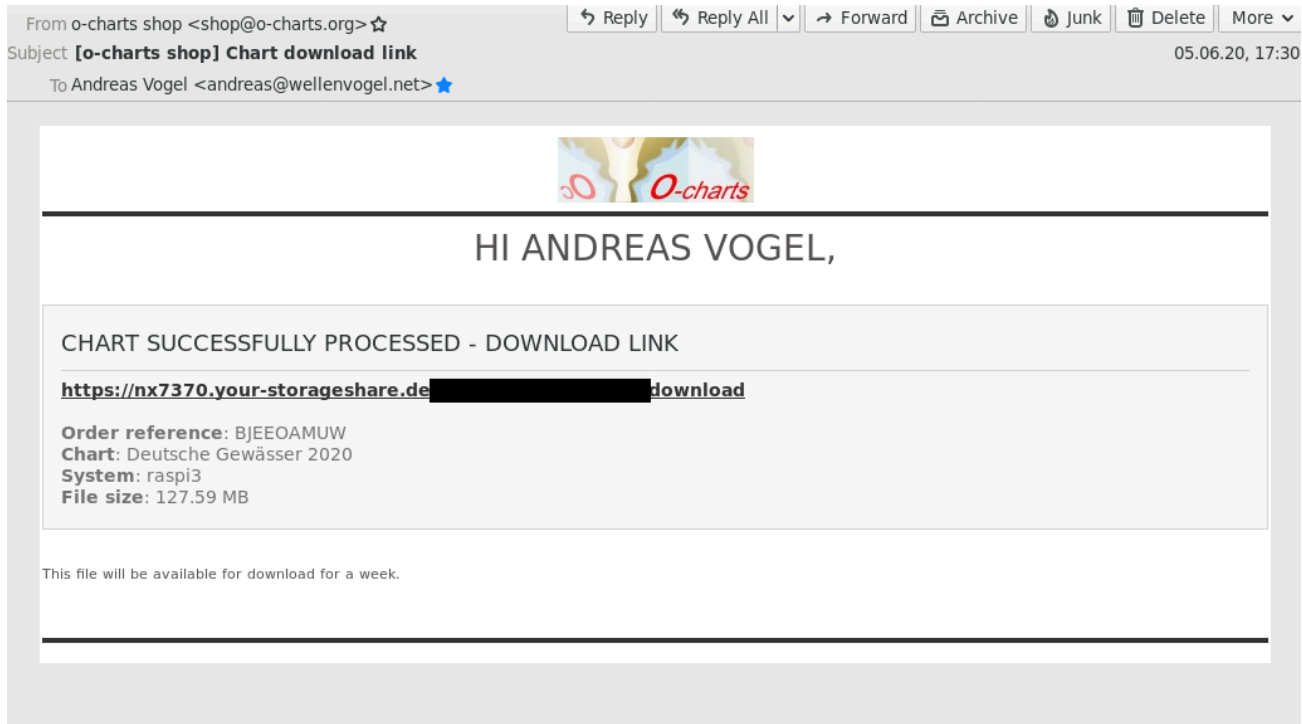 From o-charts shop <shop@o-charts.org>
Reply Reply All Forward Archive Junk Delete More
Subject [o-charts shop] Chart download link 05.06.20, 17:30
To Andreas Vogel <andreas@wellenvogel.net>
O-charts
HI ANDREAS VOGEL,
CHART SUCCESSFULLY PROCESSED - DOWNLOAD LINK
https://nx7370.your-storageshare.de download
Order reference: BJEEOAMUW
Chart: Deutsche Gewässer 2020
System: raspi3
File size: 127.59 MB
This file will be available for download for a week.